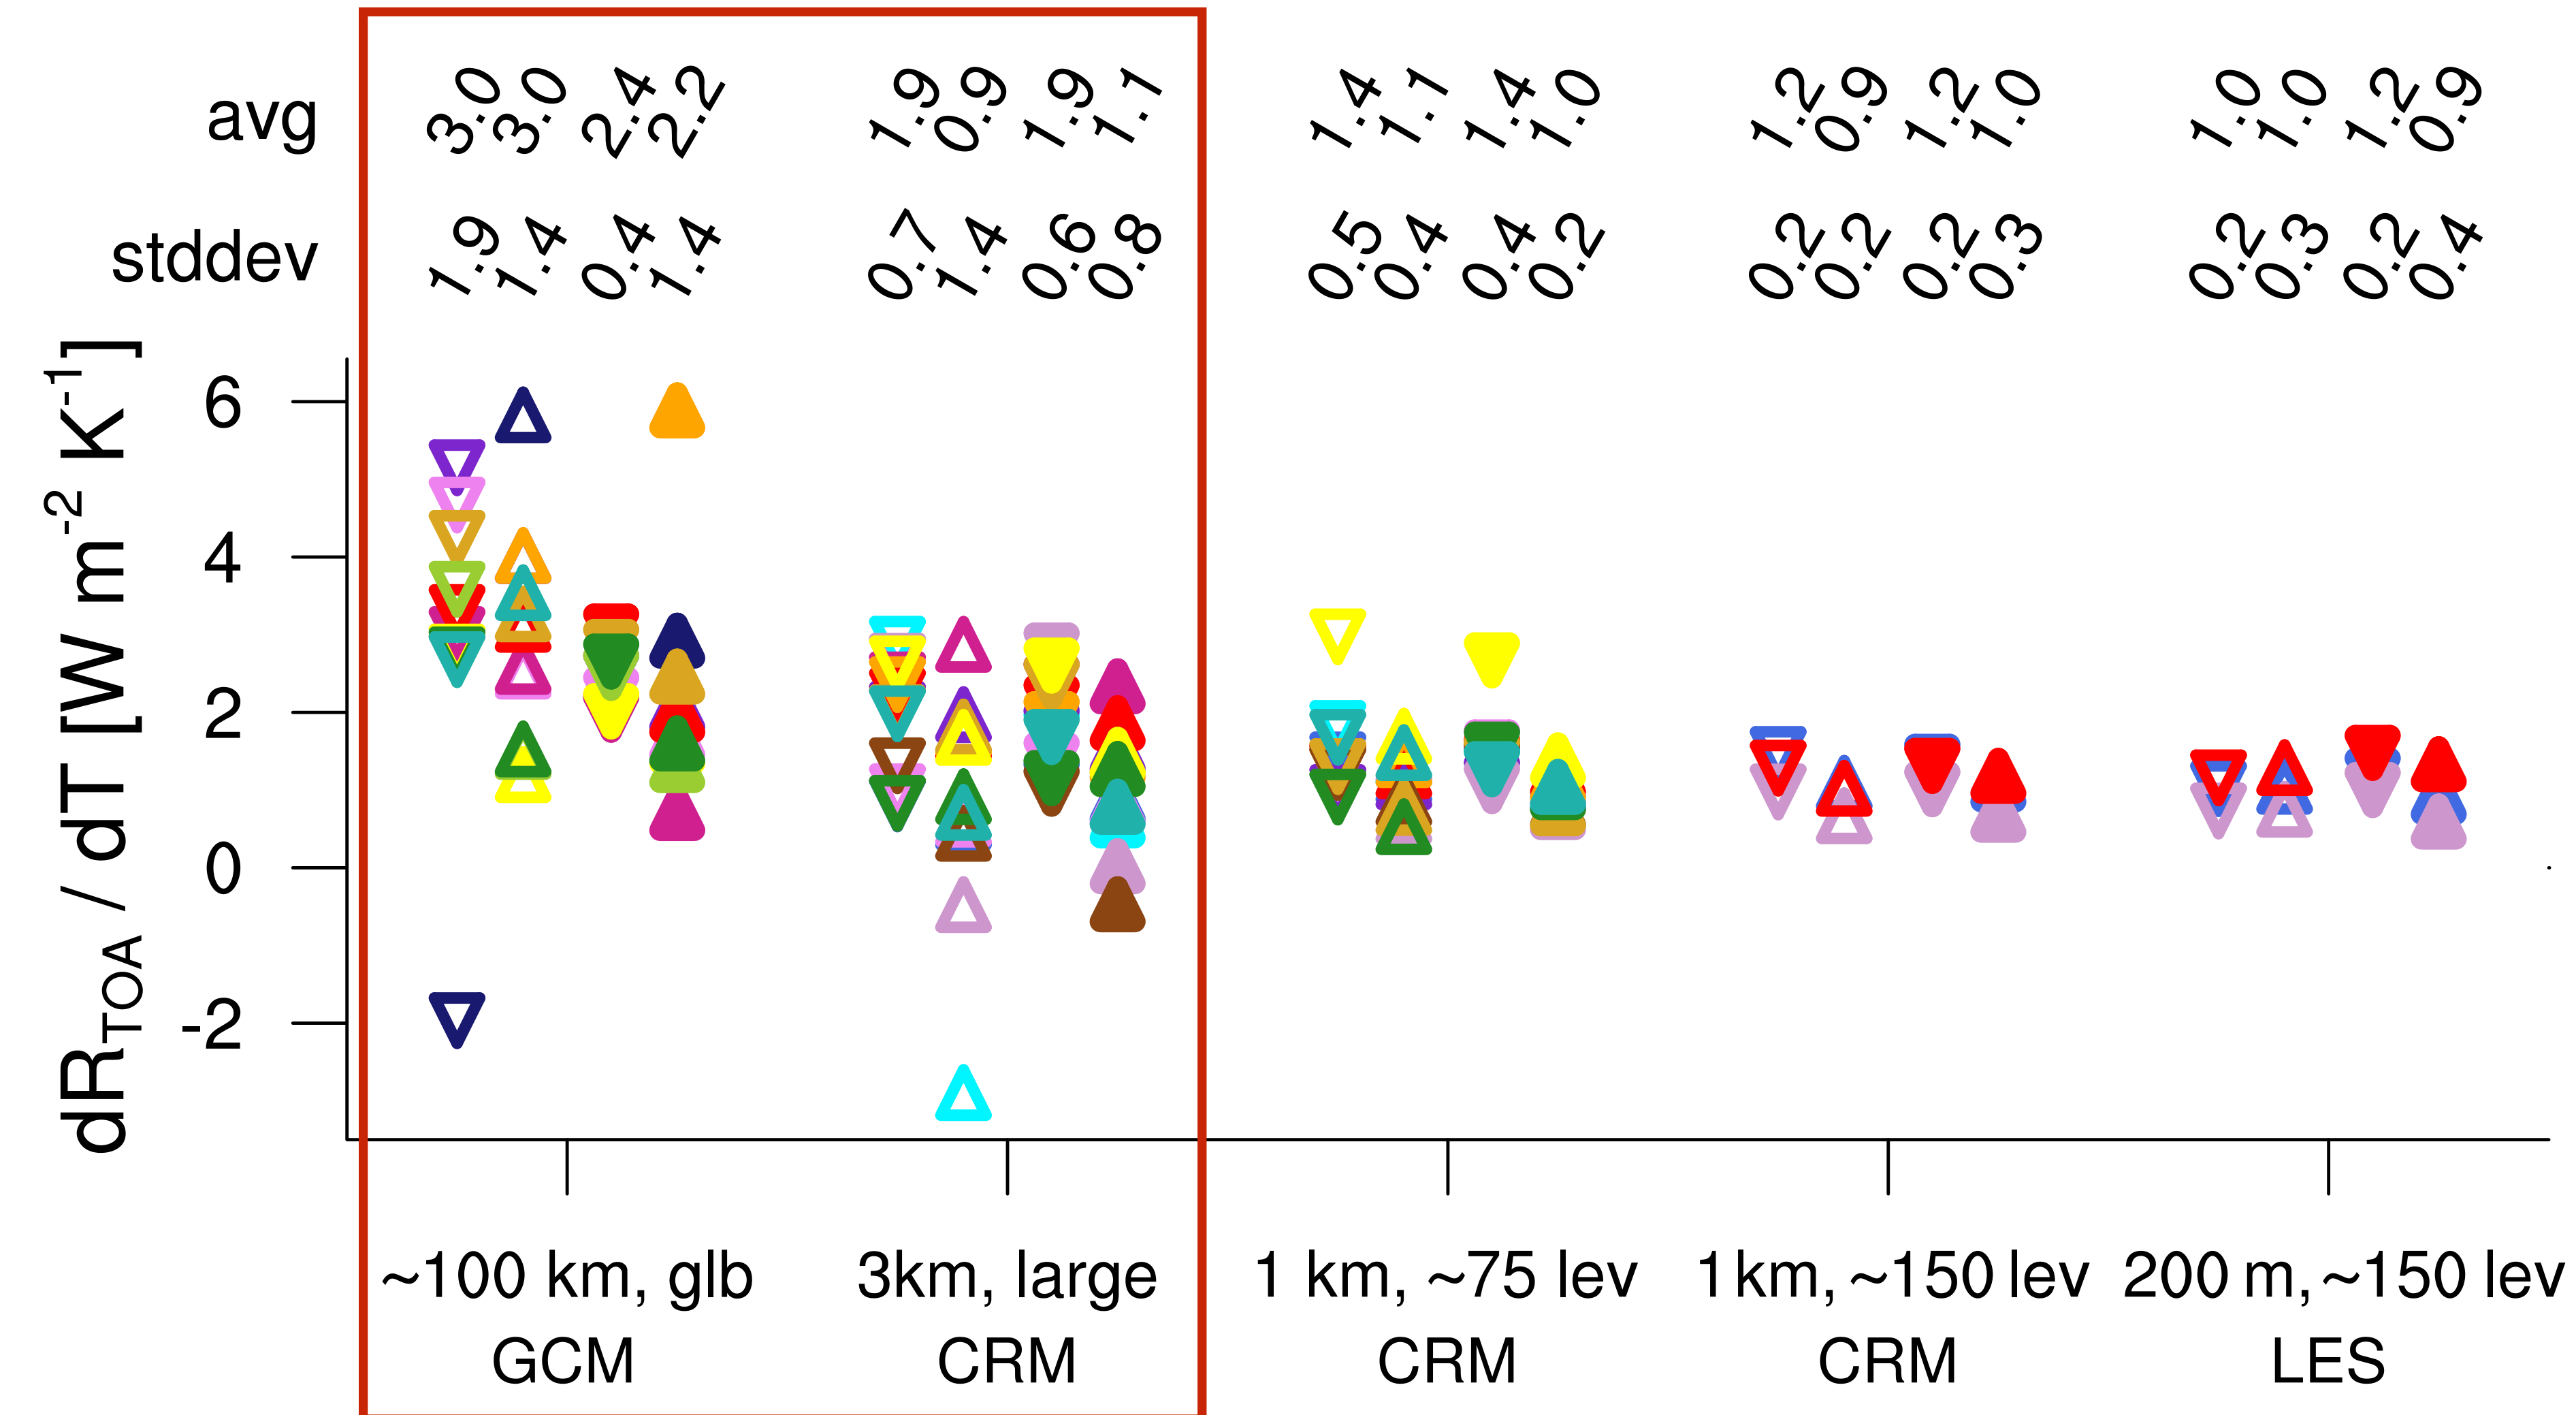 avg 3.0 3.0 2.4 2.2 1.9 0.9 1.9 1.1 1.4 1.1 1.4 1.0 1.2 0.9 1.2 1.0 1.0 1.0 1.2 0.9
stddev 1.9 1.4 0.4 1.4 0.7 1.4 0.6 0.8 0.5 0.4 0.4 0.2 0.2 0.2 0.2 0.3 0.2 0.3 0.2 0.4
dR_TOA / dT [W m^-2 K^-1]
6
4
2
0
-2
~100 km, glb 3km, large 1 km, ~75 lev 1km, ~150 lev 200 m, ~150 lev
GCM CRM CRM CRM LES